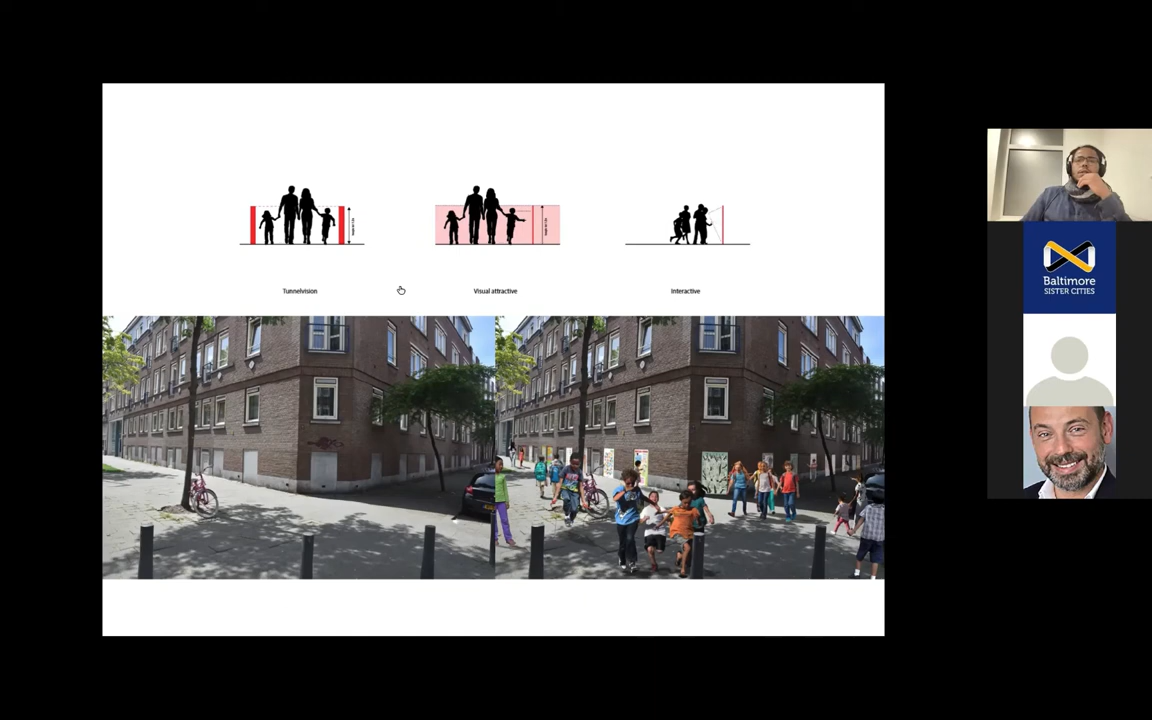 Tunnelvision
Visual attractive
Interactive
Baltimore
SISTER CITIES